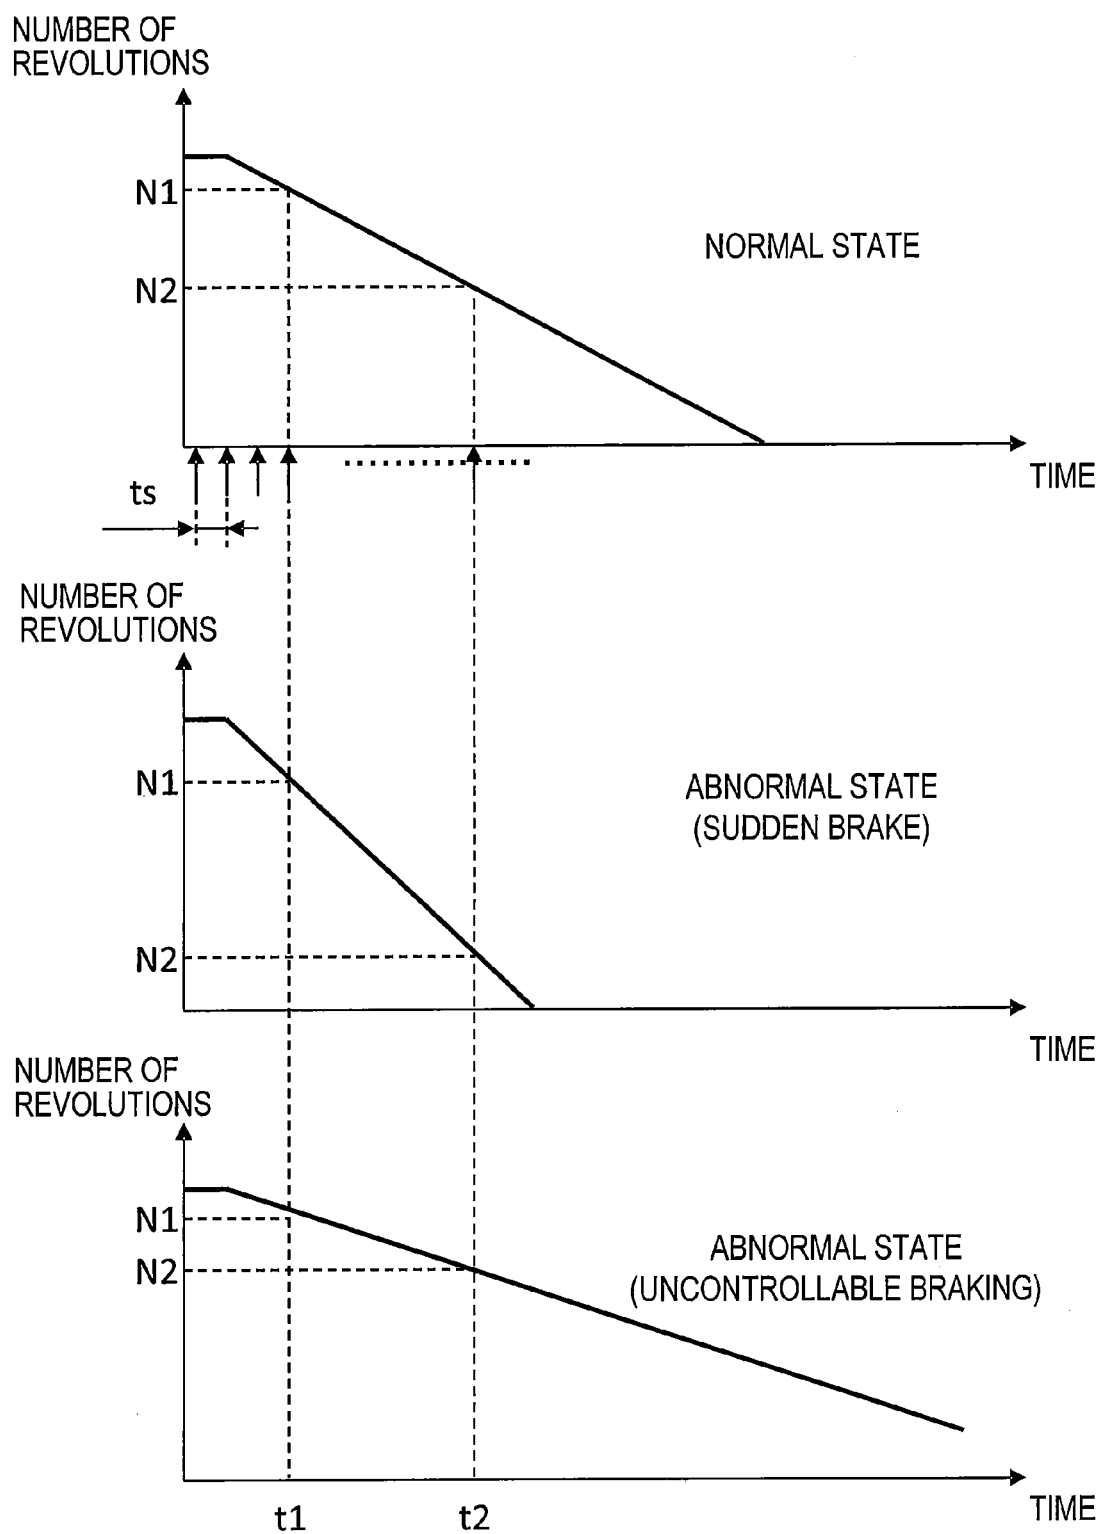 NUMBER OF
REVOLUTIONS
N1
NORMAL STATE
N2
TIME
ts
NUMBER OF
REVOLUTIONS
N1
ABNORMAL STATE
(SUDDEN BRAKE)
N2
TIME
NUMBER OF
REVOLUTIONS
N1
ABNORMAL STATE
N2
(UNCONTROLLABLE BRAKING)
t1
t2
TIME